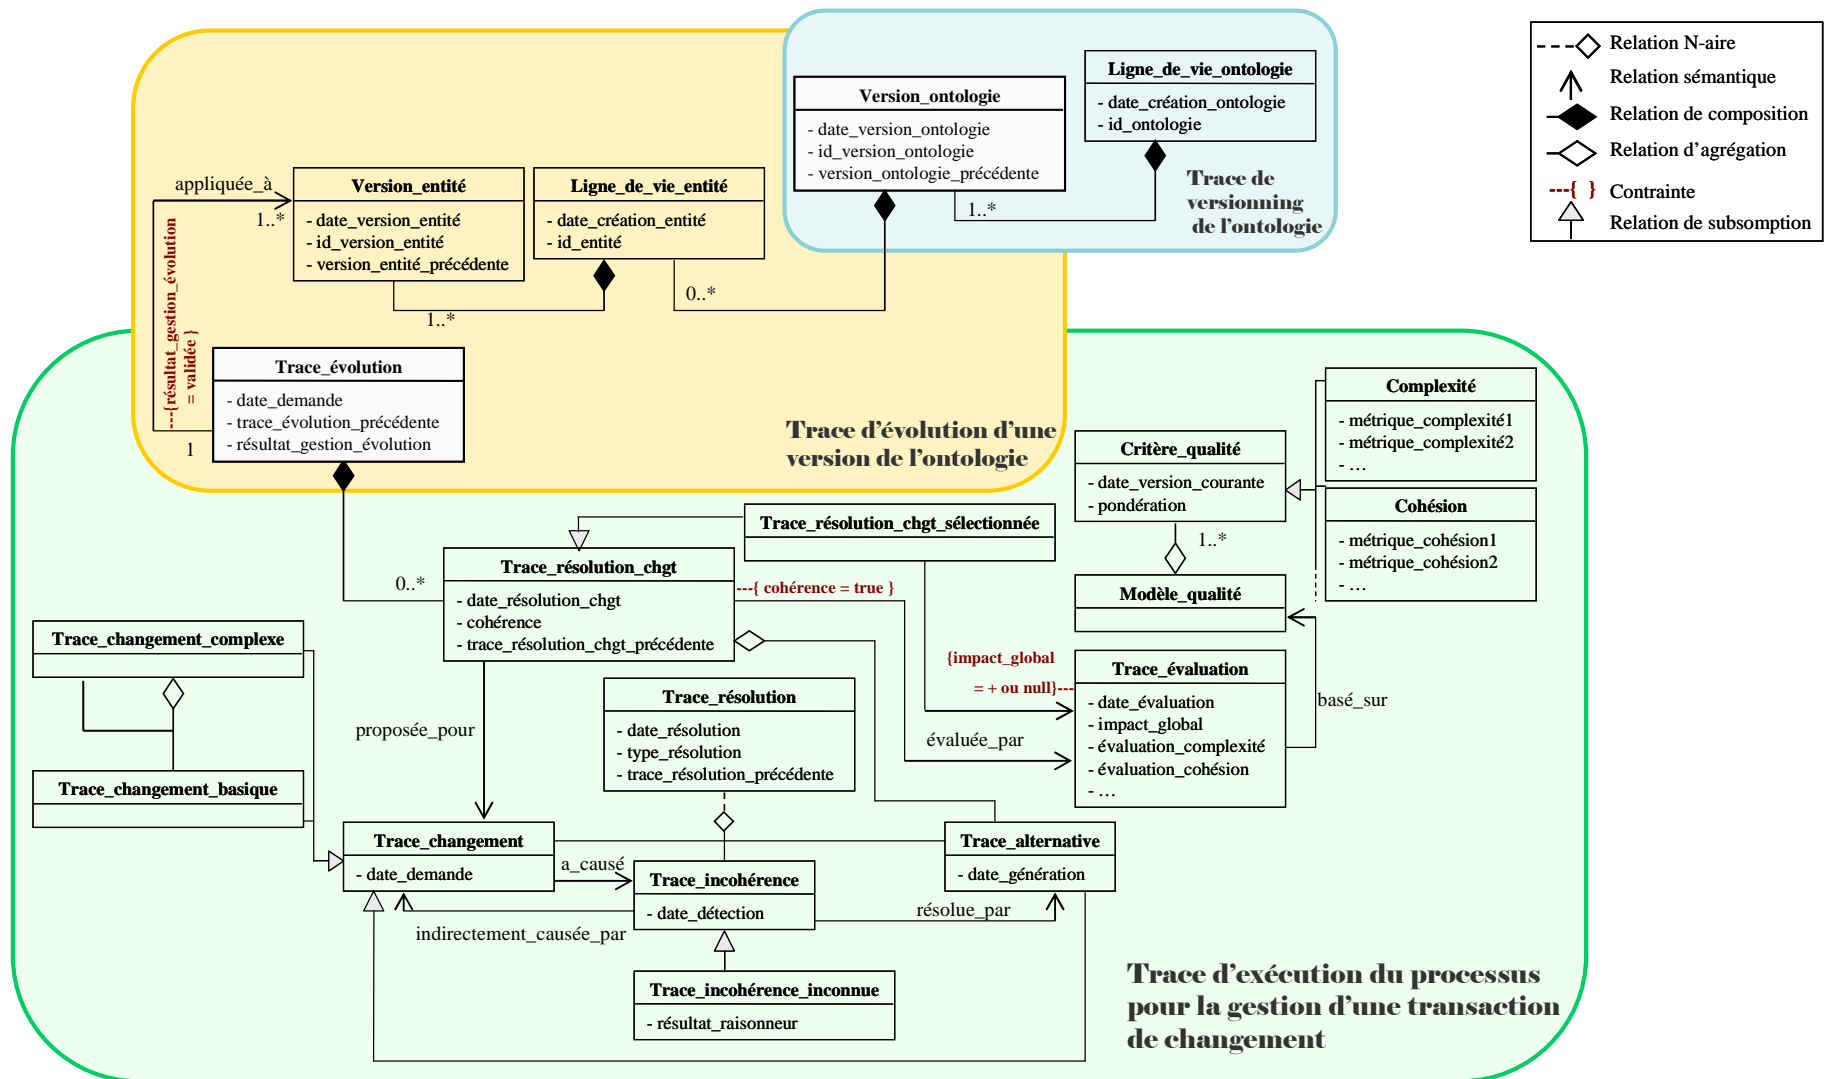 Relation N-aire
Relation sémantique
Relation de composition
Relation d'agrégation
---{ } Contrainte
Relation de subsomption
Ligne_de_vie_ontologie
- date_création_ontologie
- id_ontologie
Version_ontologie
- date_version_ontologie
- id_version_ontologie
- version_ontologie_précédente
1..*
Trace de
versionning
de l'ontologie
appliquée_à
1..*
Version_entité
- date_version_entité
- id_version_entité
- version_entité_précédente
Ligne_de_vie_entité
- date_création_entité
- id_entité
1..*
0..*
---{résultat_gestion_évolution
= validée }
1
Trace_évolution
- date_demande
- trace_évolution_précédente
- résultat_gestion_évolution
Trace d'évolution d'une
version de l'ontologie
Complexité
- métrique_complexité1
- métrique_complexité2
- ...
Critère_qualité
- date_version_courante
- pondération
Cohésion
- métrique_cohésion1
- métrique_cohésion2
- ...
1..*
Modèle_qualité
Trace_résolution_chgt_sélectionnée
0..*
Trace_résolution_chgt
- date_résolution_chgt
- cohérence
- trace_résolution_chgt_précédente
---{ cohérence = true }
{impact_global
= + ou null}---
Trace_évaluation
- date_évaluation
- impact_global
- évaluation_complexité
- évaluation_cohésion
- ...
basé_sur
évaluée_par
Trace_changement_complexe
Trace_changement_basique
proposée_pour
Trace_résolution
- date_résolution
- type_résolution
- trace_résolution_précédente
Trace_changement
- date_demande
a_causé
Trace_incohérence
- date_détection
Trace_alternative
- date_génération
résolue_par
indirectement_causée_par
Trace_incohérence_inconnue
- résultat_raisonneur
Trace d'exécution du processus
pour la gestion d'une transaction
de changement